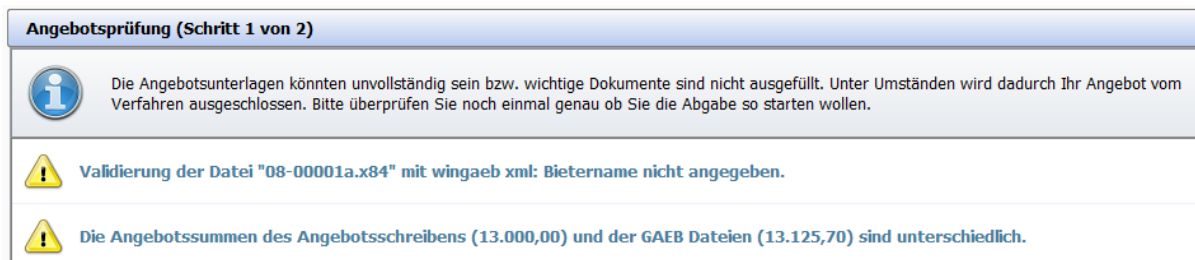 Angebotsprüfung (Schritt 1 von 2)
Die Angebotsunterlagen könnten unvollständig sein bzw. wichtige Dokumente sind nicht ausgefüllt. Unter Umständen wird dadurch Ihr Angebot vom
Verfahren ausgeschlossen. Bitte überprüfen Sie noch einmal genau ob Sie die Abgabe so starten wollen.
Validierung der Datei "08-00001a.x84" mit wingaeb xml: Bietername nicht angegeben.
Die Angebotssummen des Angebotsschreibens (13.000,00) und der GAEB Dateien (13.125,70) sind unterschiedlich.